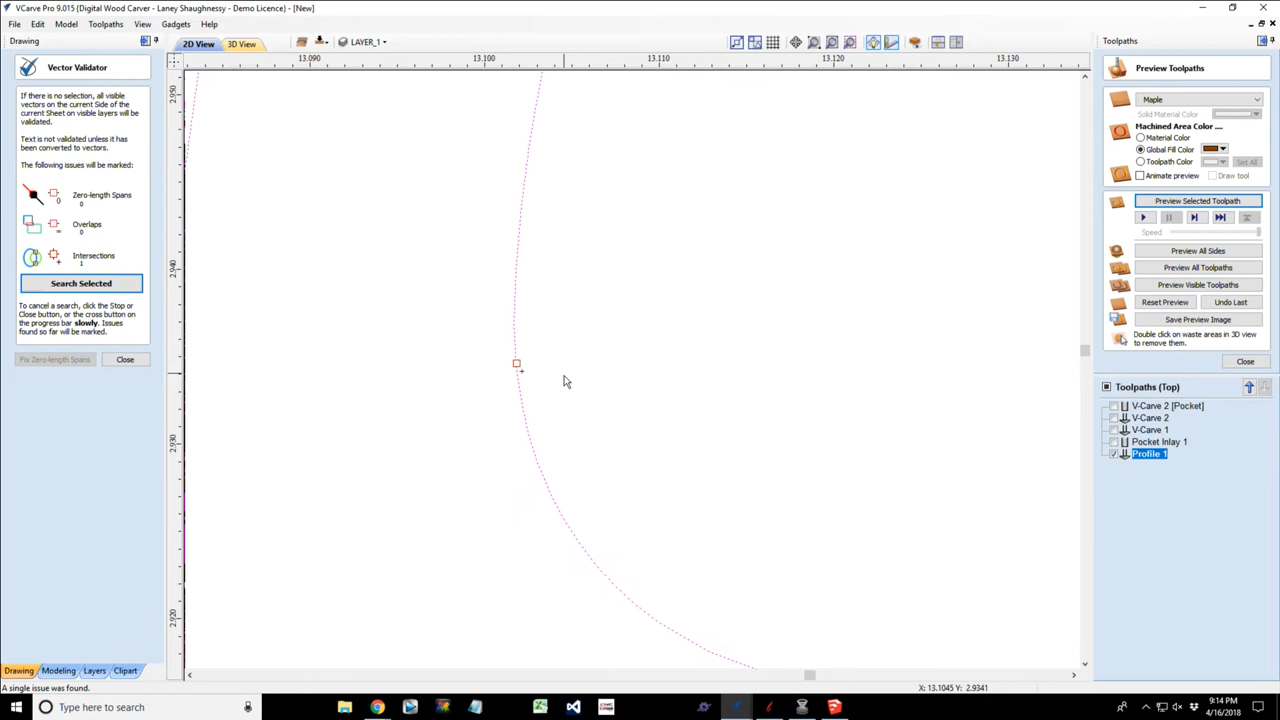 VCarve Pro 9.015 {Digital Wood Carver - Laney Shaughnessy - Demo Licence} - [New]
File Edit Model Toolpaths View Gadgets Help
Drawing
2D View 3D View
LAYER_1
Toolpaths
13.090 13.100 13.110 13.120 13.130
Vector Validator
If there is no selection, all visible
vectors on the current Side of the
current Sheet on visible layers will be
validated.
Text is not validated unless it has
been converted to vectors.
The following issues will be marked:
Zero-length Spans
0
0
Overlaps
0
Intersections
1
Search Selected
To cancel a search, click the Stop or
Close button, or the cross button on
the progress bar slowly. Issues
found so far will be marked.
Fix Zero-length Spans
Close
2.950
2.940
2.930
2.920
Preview Toolpaths
Maple
Solid Material Color
Machined Area Color ....
Material Color
Global Fill Color
Toolpath Color
Set All
Animate preview
Draw tool
Preview Selected Toolpath
Speed
Preview All Sides
Preview All Toolpaths
Preview Visible Toolpaths
Reset Preview
Undo Last
Save Preview Image
Double click on waste areas in 3D view
to remove them.
Close
Toolpaths (Top)
V-Carve 2 [Pocket]
V-Carve 2
V-Carve 1
Pocket Inlay 1
Profile 1
Drawing Modeling Layers Clipart
A single issue was found.
X: 13.1045 Y: 2.9341
Type here to search
9:14 PM
4/16/2018